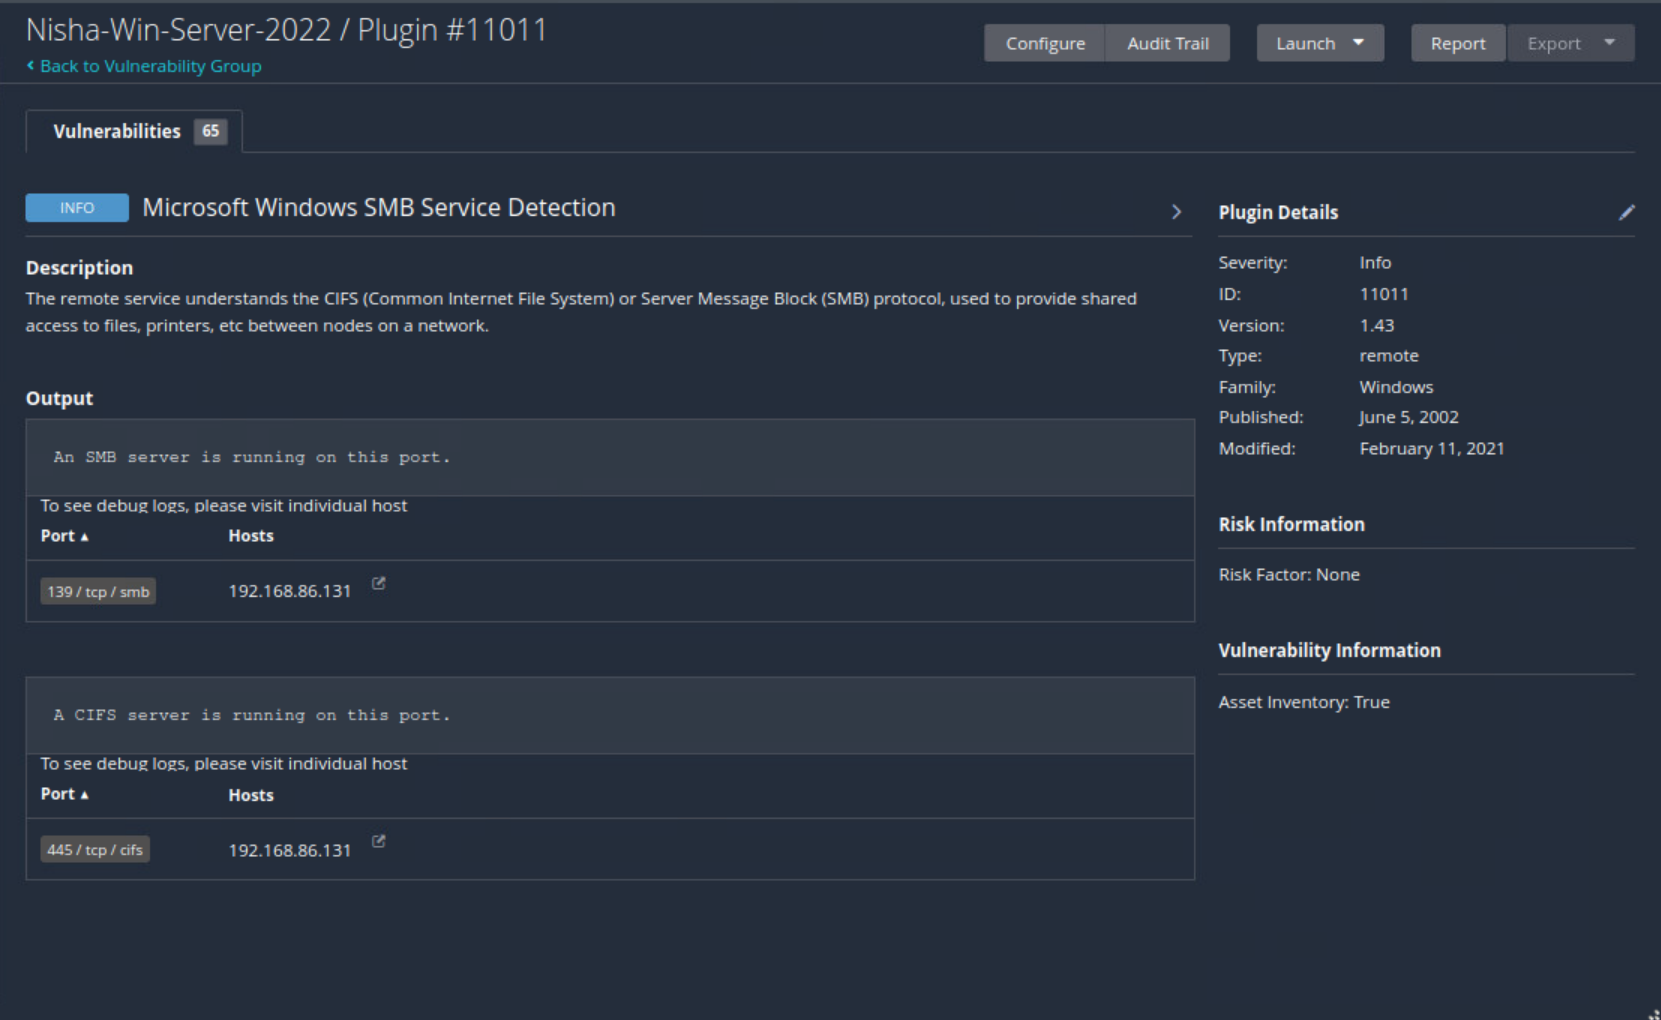 Nisha-Win-Server-2022 / Plugin #11011
Back to Vulnerability Group
Configure
Audit Trail
Launch
Report
Export
Vulnerabilities 65
INFO
Microsoft Windows SMB Service Detection
Description
The remote service understands the CIFS (Common Internet File System) or Server Message Block (SMB) protocol, used to provide shared
access to files, printers, etc between nodes on a network.
Output
An SMB server is running on this port.
To see debug logs, please visit individual host
Port Hosts
139 / tcp / smb 192.168.86.131
A CIFS server is running on this port.
To see debug logs, please visit individual host
Port Hosts
445 / tcp / cifs 192.168.86.131
Plugin Details
Severity: Info
ID: 11011
Version: 1.43
Type: remote
Family: Windows
Published: June 5, 2002
Modified: February 11, 2021
Risk Information
Risk Factor: None
Vulnerability Information
Asset Inventory: True